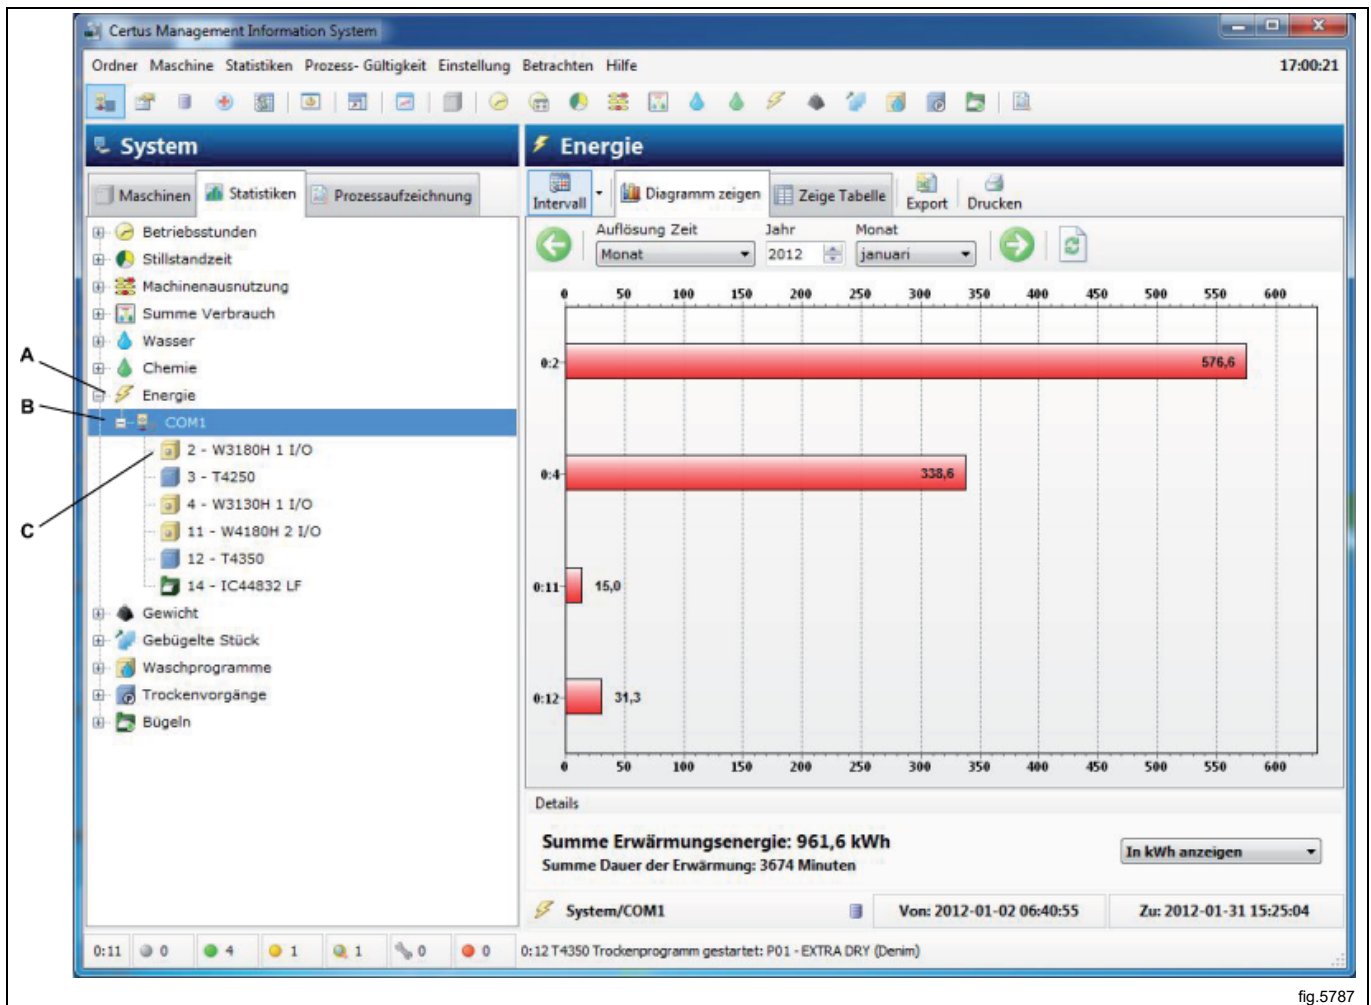 Certus Management Information System
Ordner Maschine Statistiken Prozess- Gültigkeit Einstellung Betrachten Hilfe 17:00:21
System
Maschinen Statistiken Prozessaufzeichnung
Betriebsstunden
Stillstandzeit
Machinenausnutzung
Summe Verbrauch
Wasser
Chemie
A
Energie
B
COM1
2 - W3180H 1 I/O
3 - T4250
4 - W3130H 1 I/O
C
11 - W4180H 2 I/O
12 - T4350
14 - IC44832 LF
Gewicht
Gebügelte Stück
Waschprogramme
Trockenvorgänge
Bügeln
Energie
Intervall Diagramm zeigen Zeige Tabelle Export Drucken
Auflösung Zeit Jahr Monat
Monat 2012 januari
0 50 100 150 200 250 300 350 400 450 500 550 600
0:2 576,6
0:4 338,6
0:11 15,0
0:12 31,3
0 50 100 150 200 250 300 350 400 450 500 550 600
Details
Summe Erwärmungsenergie: 961,6 kWh
Summe Dauer der Erwärmung: 3674 Minuten
In kWh anzeigen
System/COM1 Von: 2012-01-02 06:40:55 Zu: 2012-01-31 15:25:04
0:11 0 4 1 1 0 0 0:12 T4350 Trockenprogramm gestartet: P01 - EXTRA DRY (Denim)
fig.5787